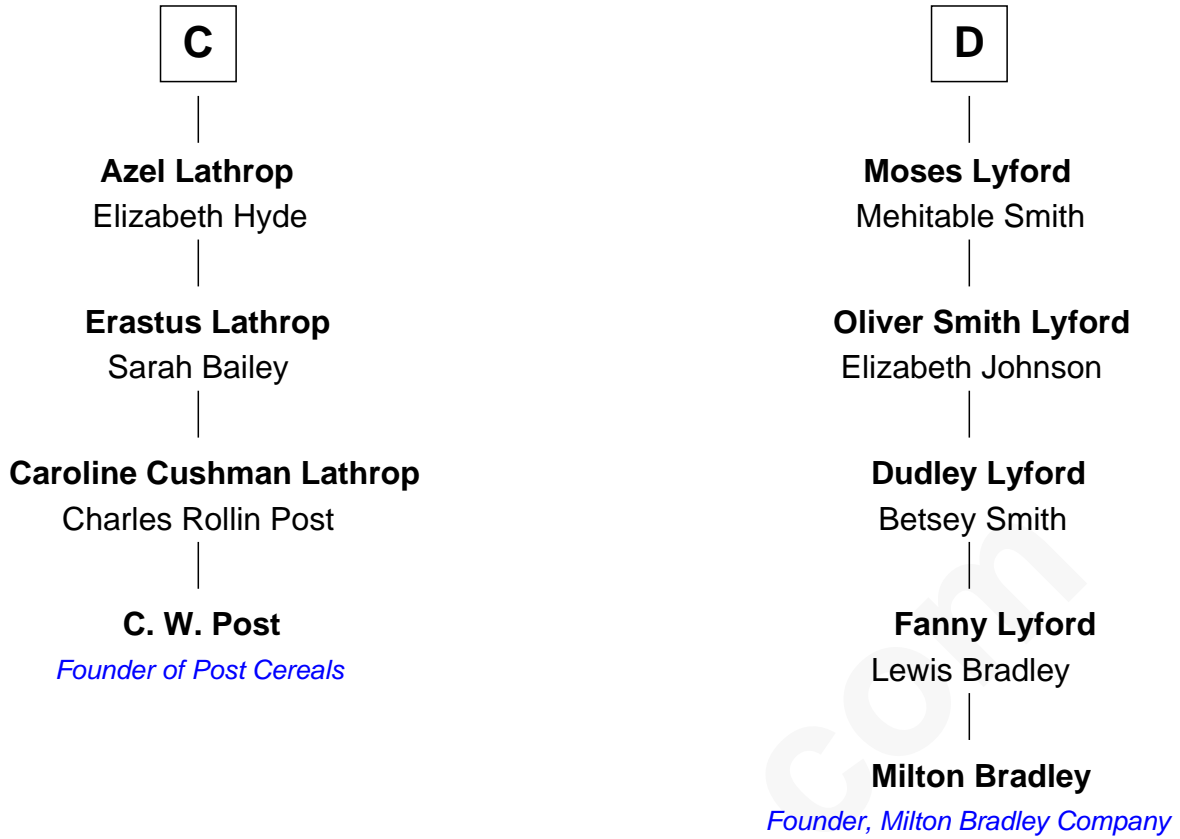 C
Azel Lathrop
Elizabeth Hyde
Erastus Lathrop
Sarah Bailey
Caroline Cushman Lathrop
Charles Rollin Post
C. W. Post
Founder of Post Cereals
D
Moses Lyford
Mehitable Smith
Oliver Smith Lyford
Elizabeth Johnson
Dudley Lyford
Betsey Smith
Fanny Lyford
Lewis Bradley
Milton Bradley
Founder, Milton Bradley Company
com